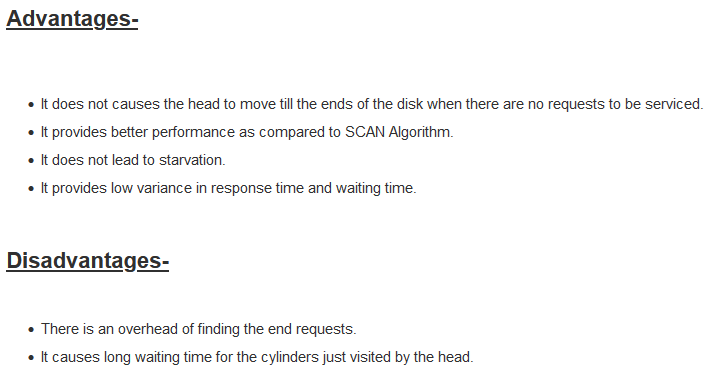 Advantages-
• It does not causes the head to move till the ends of the disk when there are no requests to be serviced.
• It provides better performance as compared to SCAN Algorithm.
• It does not lead to starvation.
• It provides low variance in response time and waiting time.
Disadvantages-
• There is an overhead of finding the end requests.
• It causes long waiting time for the cylinders just visited by the head.